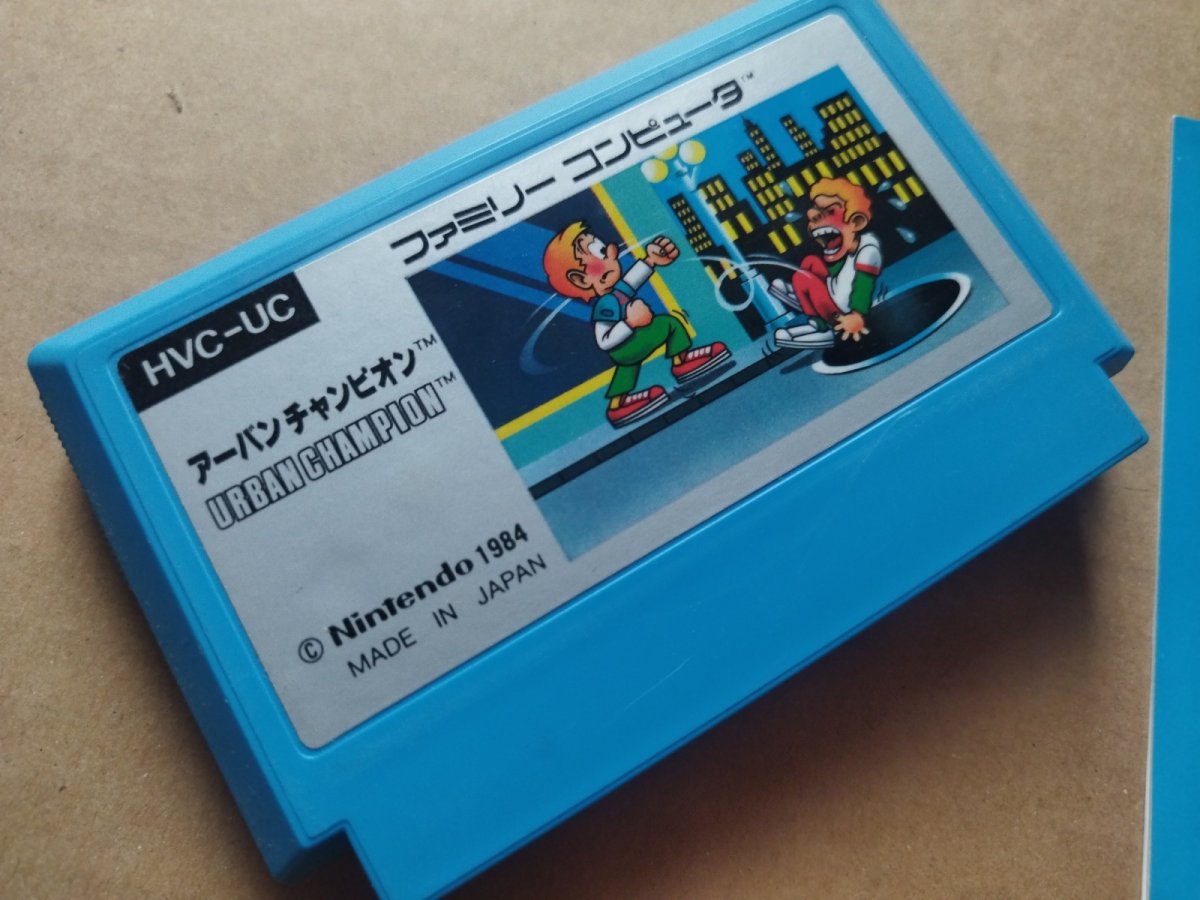 ファミリー コンピュータ™
HVC-UC
アーバンチャンピオン™
URBAN CHAMPION™
© Nintendo 1984
MADE IN JAPAN